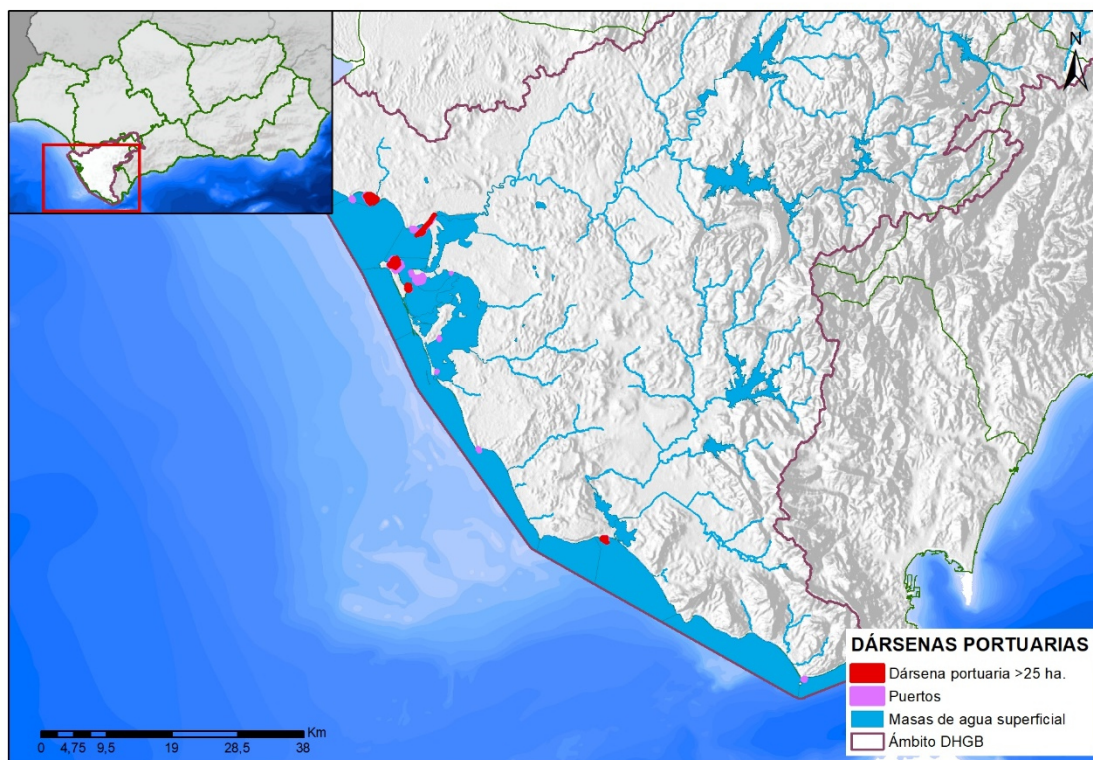 N
DÁRSENAS PORTUARIAS
Dársena portuaria >25 ha.
Puertos
Masas de agua superficial
Ámbito DHGB
Km
0 4,75 9,5 19 28,5 38